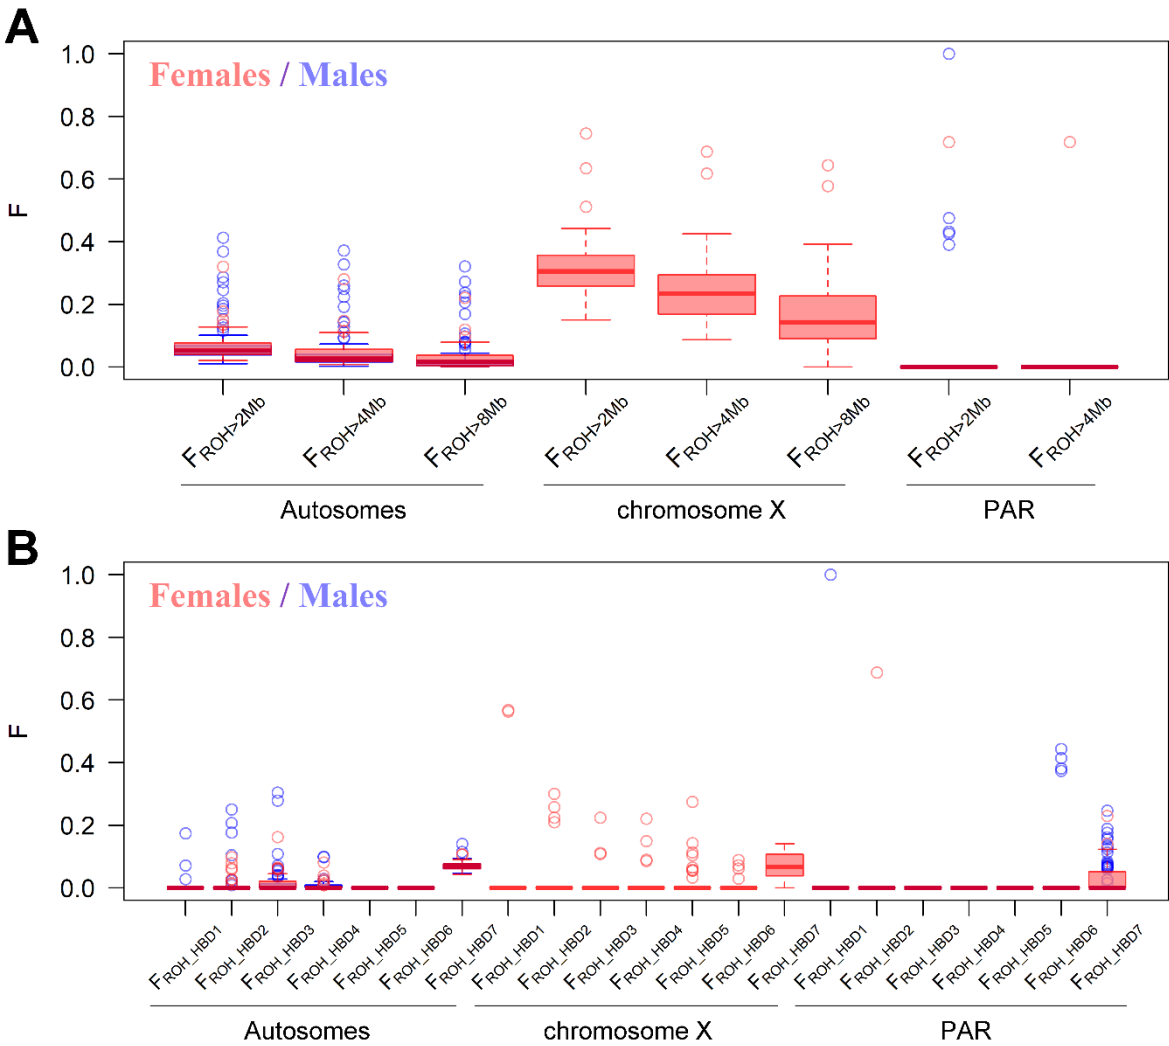 A
Females / Males
1.0
0.8
0.6
0.4
0.2
0.0
F
FROH>2Mb FROH>4Mb FROH>8Mb FROH>2Mb FROH>4Mb FROH>8Mb FROH>2Mb FROH>4Mb
Autosomes chromosome X PAR
B
Females / Males
1.0
0.8
0.6
0.4
0.2
0.0
F
FROH_HBD1 FROH_HBD2 FROH_HBD3 FROH_HBD4 FROH_HBD5 FROH_HBD6 FROH_HBD7 FROH_HBD1 FROH_HBD2 FROH_HBD3 FROH_HBD4 FROH_HBD5 FROH_HBD6 FROH_HBD7 FROH_HBD1 FROH_HBD2 FROH_HBD3 FROH_HBD4 FROH_HBD5 FROH_HBD6 FROH_HBD7
Autosomes chromosome X PAR